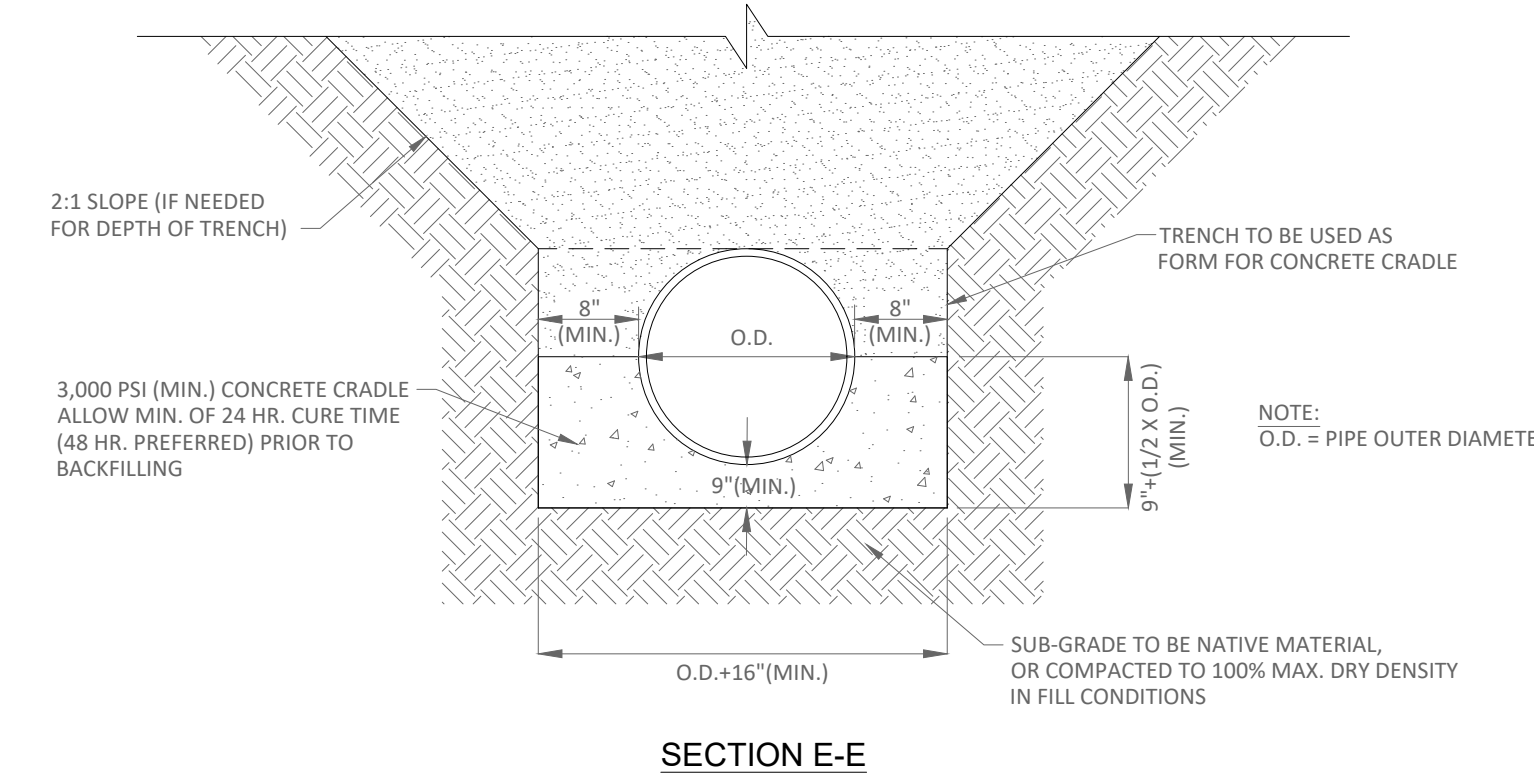 2:1 SLOPE (IF NEEDED
FOR DEPTH OF TRENCH)
TRENCH TO BE USED AS
FORM FOR CONCRETE CRADLE
8"
(MIN.)
O.D.
8"
(MIN.)
3,000 PSI (MIN.) CONCRETE CRADLE
ALLOW MIN. OF 24 HR. CURE TIME
(48 HR. PREFERRED) PRIOR TO
BACKFILLING
9"(MIN.)
9"+(1/2 X O.D.)
(MIN.)
NOTE:
O.D. = PIPE OUTER DIAMETE
O.D.+16"(MIN.)
SUB-GRADE TO BE NATIVE MATERIAL,
OR COMPACTED TO 100% MAX. DRY DENSITY
IN FILL CONDITIONS
SECTION E-E